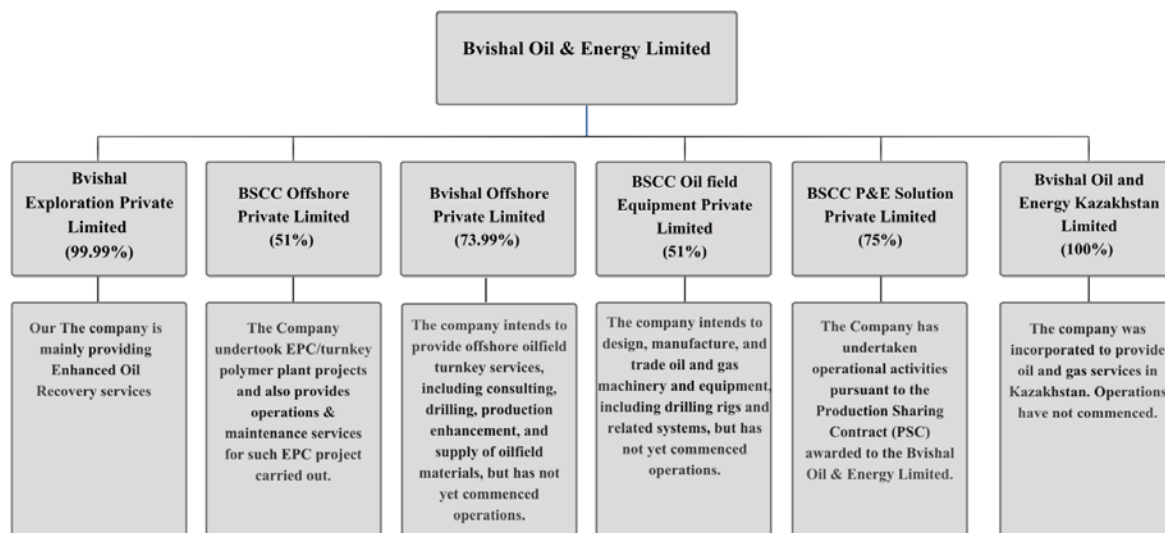 Bvishal Oil & Energy Limited
Bvishal
Exploration Private
Limited
(99.99%)
BSCC Offshore
Private Limited
(51%)
Bvishal Offshore
Private Limited
(73.99%)
BSCC Oil field
Equipment Private
Limited
(51%)
BSCC P&E Solution
Private Limited
(75%)
Bvishal Oil and
Energy Kazakhstan
Limited
(100%)
Our The company is
mainly providing
Enhanced Oil
Recovery services
The Company
undertook EPC/turnkey
polymer plant projects
and also provides
operations &
maintenance services
for such EPC project
carried out.
The company intends to
provide offshore oilfield
turnkey services,
including consulting,
drilling, production
enhancement, and
supply of oilfield
materials, but has not
yet commenced
operations.
The company intends to
design, manufacture, and
trade oil and gas
machinery and equipment,
including drilling rigs and
related systems, but has
not yet commenced
operations.
The Company has
undertaken
operational activities
pursuant to the
Production Sharing
Contract (PSC)
awarded to the Bvishal
Oil & Energy Limited.
The company was
incorporated to provide
oil and gas services in
Kazakhstan. Operations
have not commenced.